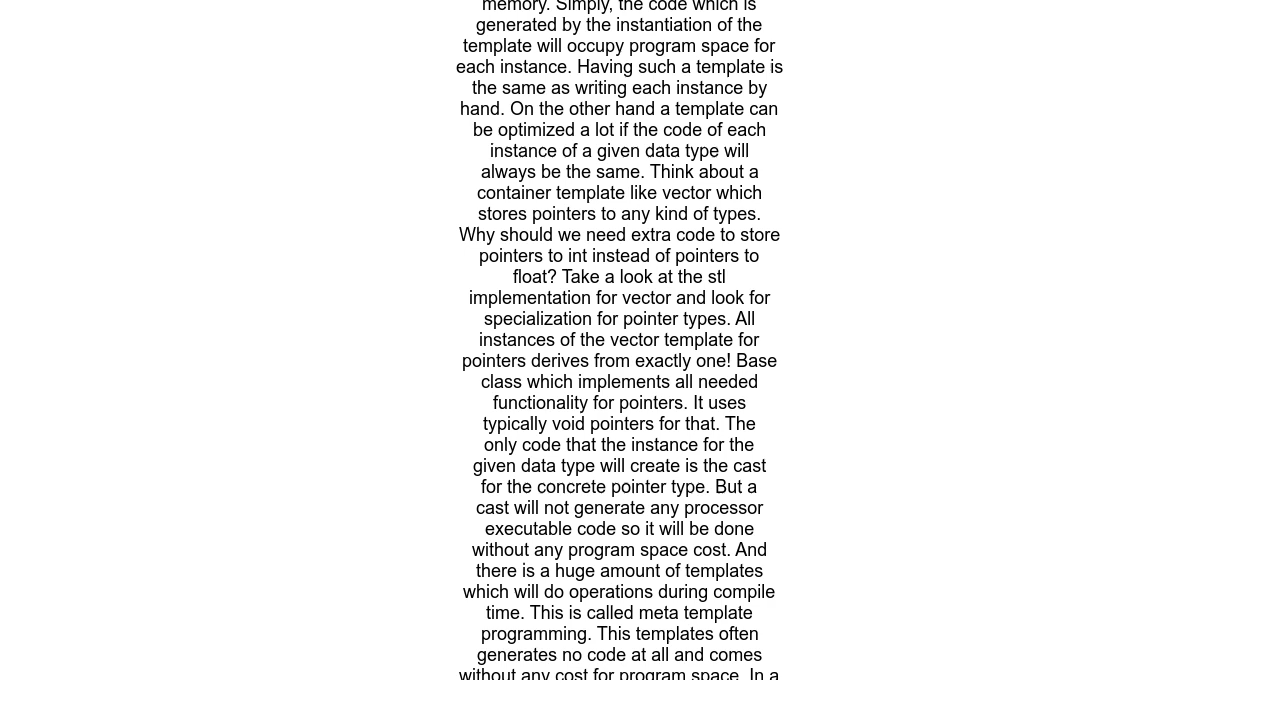 memory. Simply, the code which is
generated by the instantiation of the
template will occupy program space for
each instance. Having such a template is
the same as writing each instance by
hand. On the other hand a template can
be optimized a lot if the code of each
instance of a given data type will
always be the same. Think about a
container template like vector which
stores pointers to any kind of types.
Why should we need extra code to store
pointers to int instead of pointers to
float? Take a look at the stl
implementation for vector and look for
specialization for pointer types. All
instances of the vector template for
pointers derives from exactly one! Base
class which implements all needed
functionality for pointers. It uses
typically void pointers for that. The
only code that the instance for the
given data type will create is the cast
for the concrete pointer type. But a
cast will not generate any processor
executable code so it will be done
without any program space cost. And
there is a huge amount of templates
which will do operations during compile
time. This is called meta template
programming. This templates often
generates no code at all and comes
without any cost for program space. In a